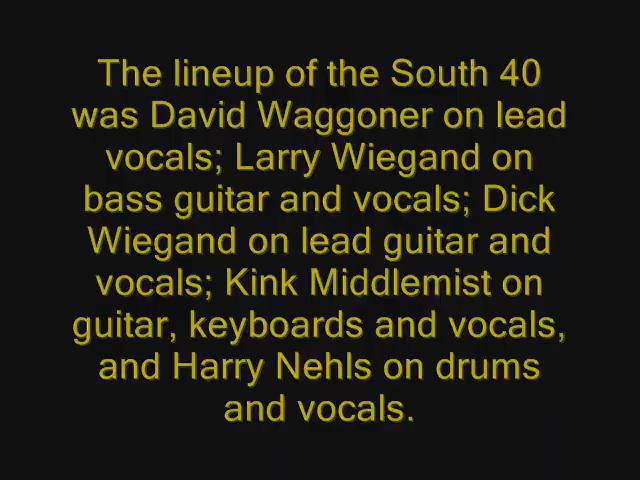 The lineup of the South 40
was David Waggoner on lead
vocals; Larry Wiegand on
bass guitar and vocals; Dick
Wiegand on lead guitar and
vocals; Kink Middlemist on
guitar, keyboards and vocals,
and Harry Nehls on drums
and vocals.